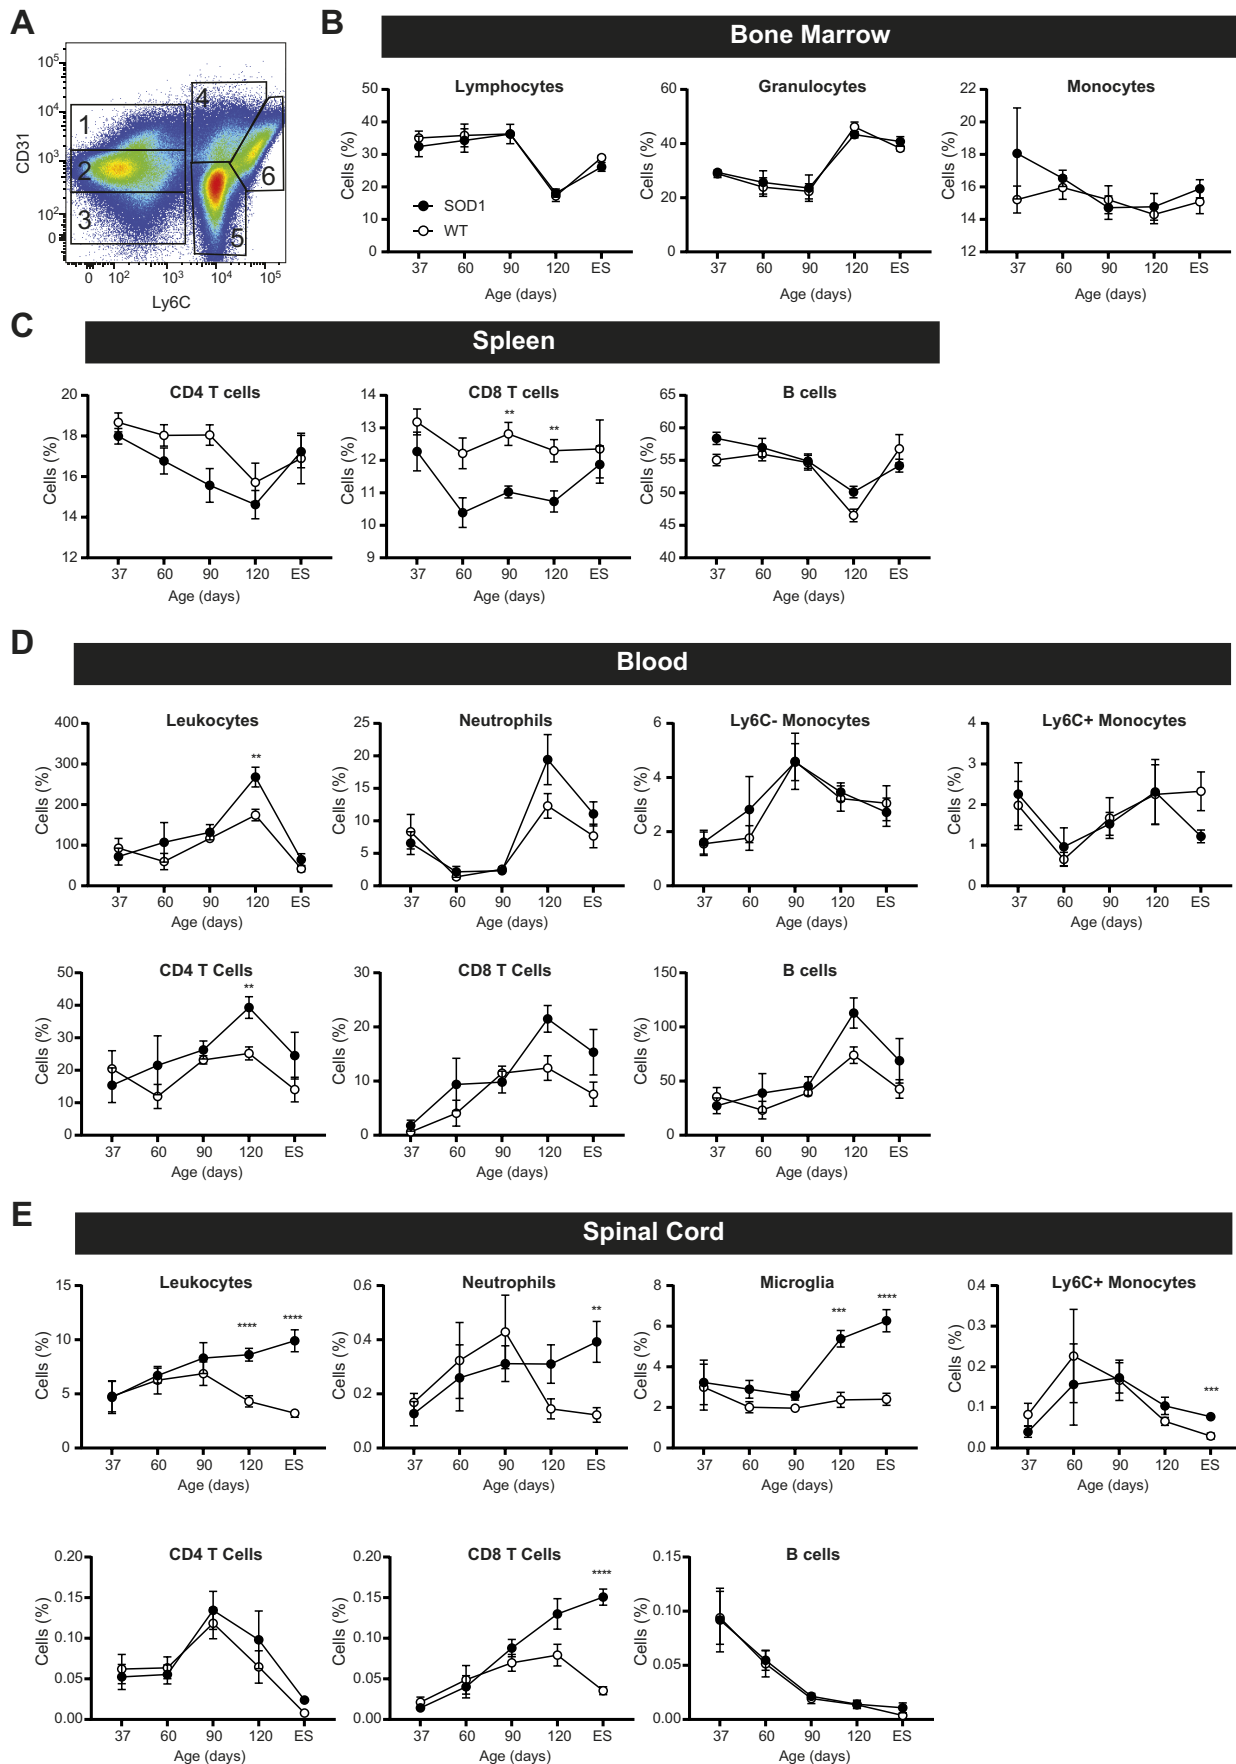 A
B
Bone Marrow
CD31
10^5
10^4
10^3
10^2
0
1
2
3
4
5
6
0 10^2 10^3 10^4 10^5
Ly6C
Lymphocytes
Cells (%)
50
40
30
20
10
0
SOD1
WT
37 60 90 120 ES
Age (days)
Granulocytes
Cells (%)
60
40
20
0
37 60 90 120 ES
Age (days)
Monocytes
Cells (%)
22
20
18
16
14
12
37 60 90 120 ES
Age (days)
C
Spleen
CD4 T cells
Cells (%)
20
18
16
14
12
37 60 90 120 ES
Age (days)
CD8 T cells
Cells (%)
14
13
12
11
10
9
** **
37 60 90 120 ES
Age (days)
B cells
Cells (%)
65
60
55
50
45
40
37 60 90 120 ES
Age (days)
D
Blood
Leukocytes
Cells (%)
400
300
200
100
0
**
37 60 90 120 ES
Age (days)
Neutrophils
Cells (%)
25
20
15
10
5
0
37 60 90 120 ES
Age (days)
Ly6C- Monocytes
Cells (%)
6
4
2
0
37 60 90 120 ES
Age (days)
Ly6C+ Monocytes
Cells (%)
4
3
2
1
0
37 60 90 120 ES
Age (days)
CD4 T Cells
Cells (%)
50
40
30
20
10
0
**
37 60 90 120 ES
Age (days)
CD8 T Cells
Cells (%)
30
20
10
0
37 60 90 120 ES
Age (days)
B cells
Cells (%)
150
100
50
0
37 60 90 120 ES
Age (days)
E
Spinal Cord
Leukocytes
Cells (%)
15
10
5
0
**** ****
37 60 90 120 ES
Age (days)
Neutrophils
Cells (%)
0.6
0.4
0.2
0.0
**
37 60 90 120 ES
Age (days)
Microglia
Cells (%)
8
6
4
2
0
*** ****
37 60 90 120 ES
Age (days)
Ly6C+ Monocytes
Cells (%)
0.4
0.3
0.2
0.1
0.0
***
37 60 90 120 ES
Age (days)
CD4 T Cells
Cells (%)
0.20
0.15
0.10
0.05
0.00
37 60 90 120 ES
Age (days)
CD8 T Cells
Cells (%)
0.20
0.15
0.10
0.05
0.00
****
37 60 90 120 ES
Age (days)
B cells
Cells (%)
0.15
0.10
0.05
0.00
37 60 90 120 ES
Age (days)